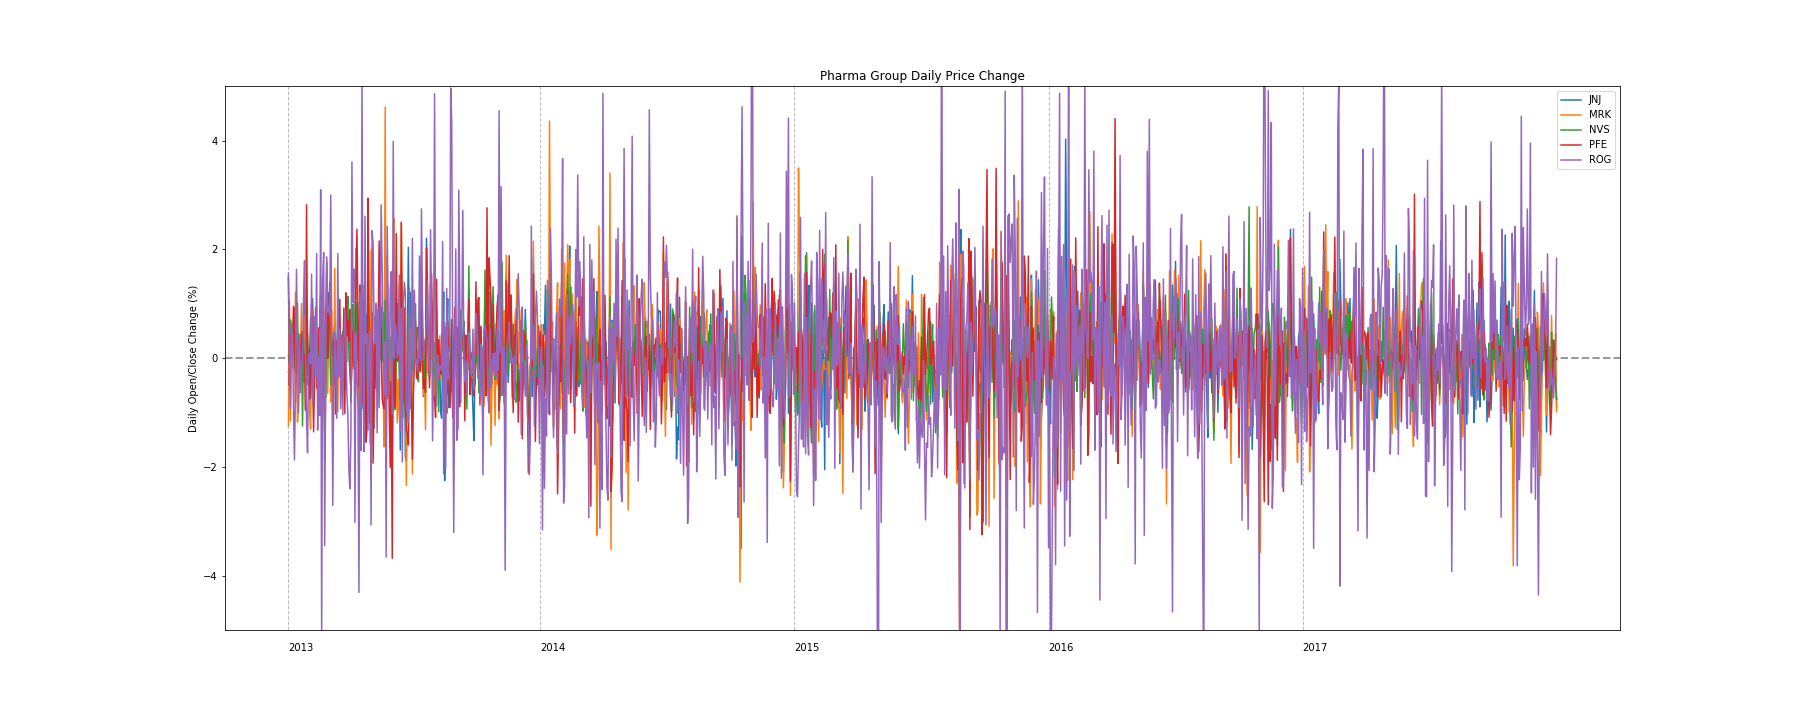 Pharma Group Daily Price Change
JNJ
MRK
NVS
PFE
ROG
Daily Open/Close Change (%)
4
2
0
−2
−4
2013
2014
2015
2016
2017